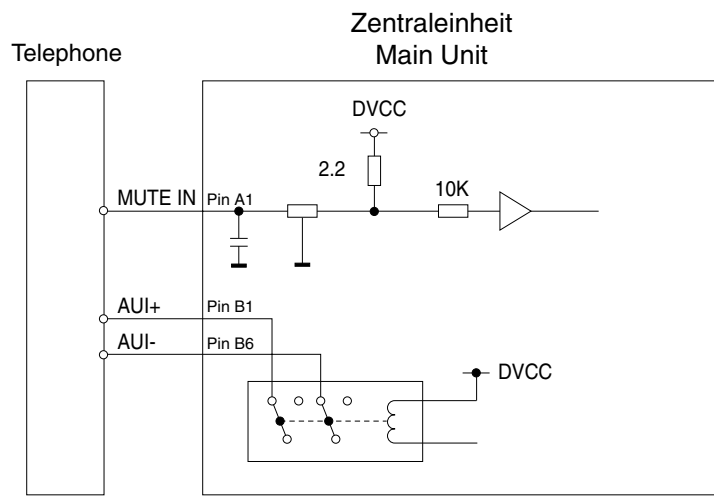 Zentraleinheit
Main Unit
Telephone
DVCC
2.2
10K
MUTE IN
Pin A1
AUI+
Pin B1
AUI-
Pin B6
DVCC